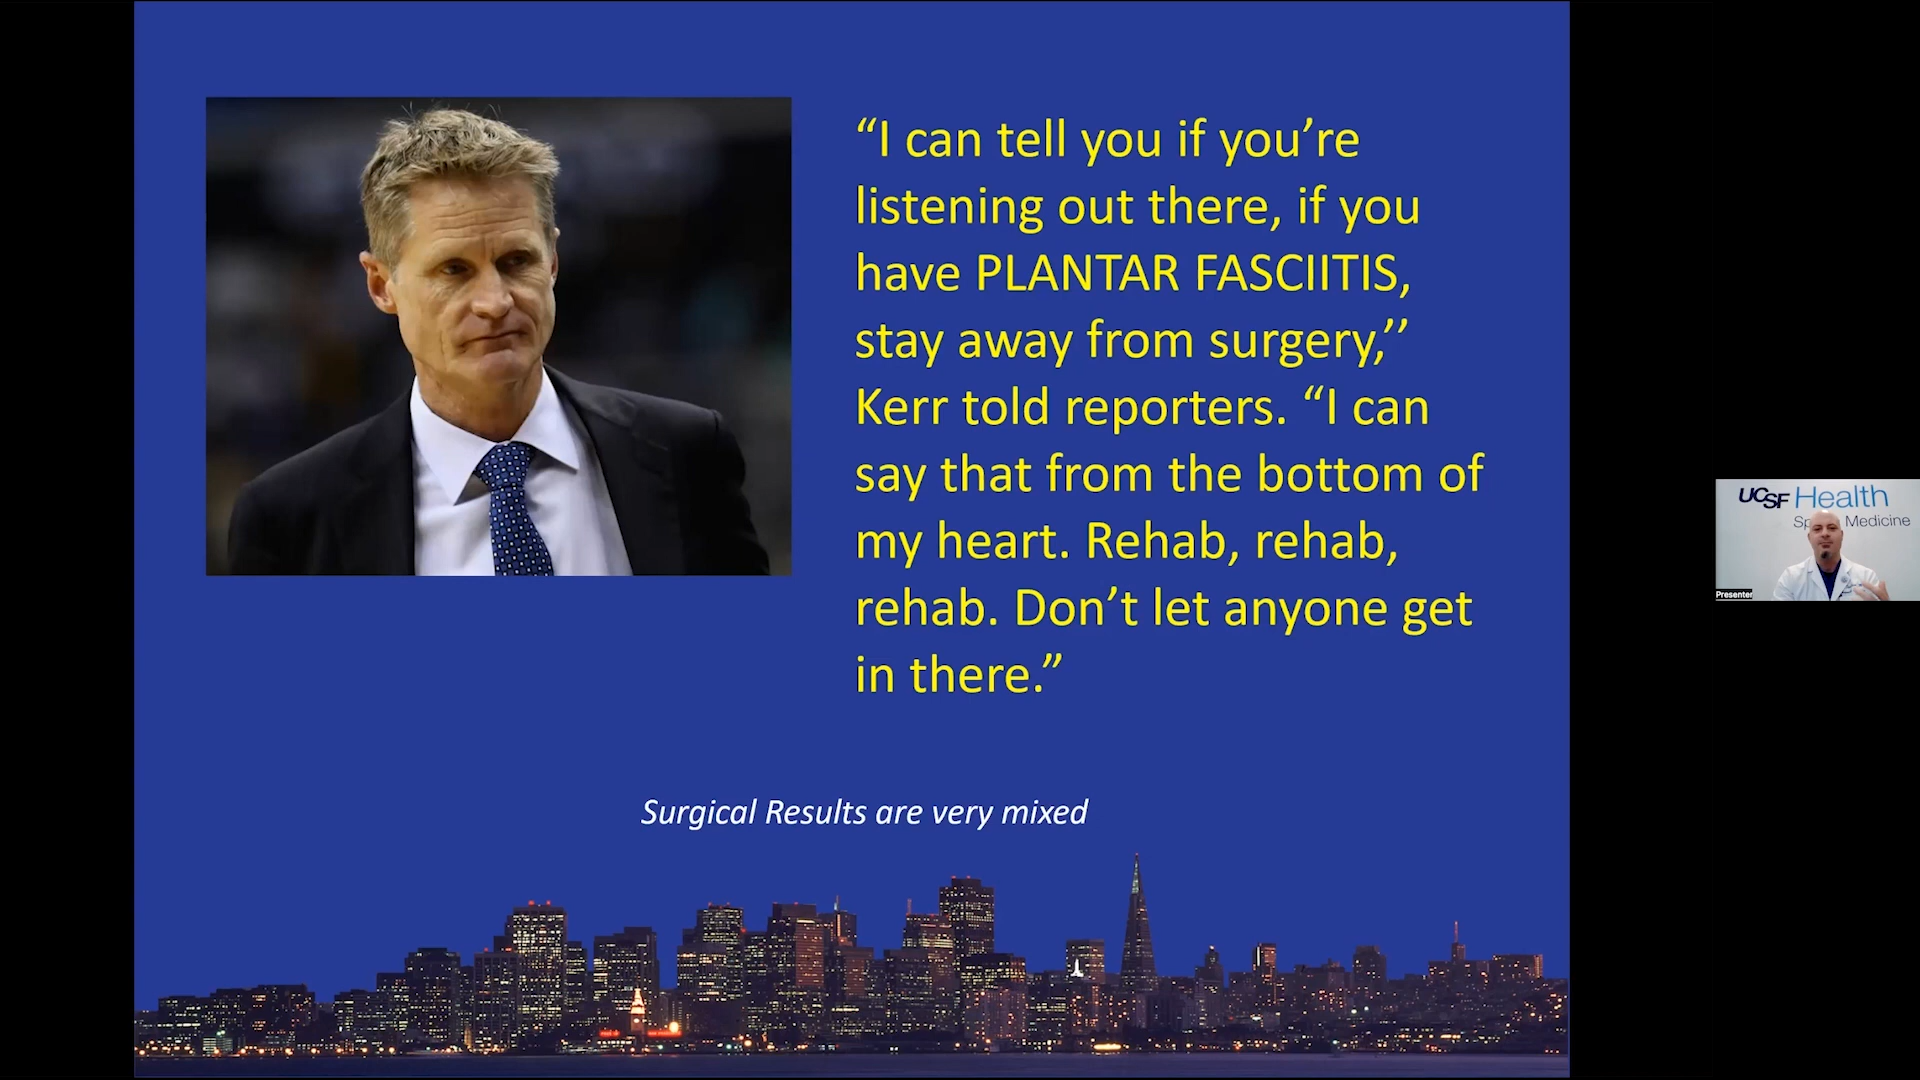 “I can tell you if you’re
listening out there, if you
have PLANTAR FASCIITIS,
stay away from surgery,’’
Kerr told reporters. “I can
say that from the bottom of
my heart. Rehab, rehab,
rehab. Don’t let anyone get
in there.”
Surgical Results are very mixed
UCSF Health
Medicine
Presenter